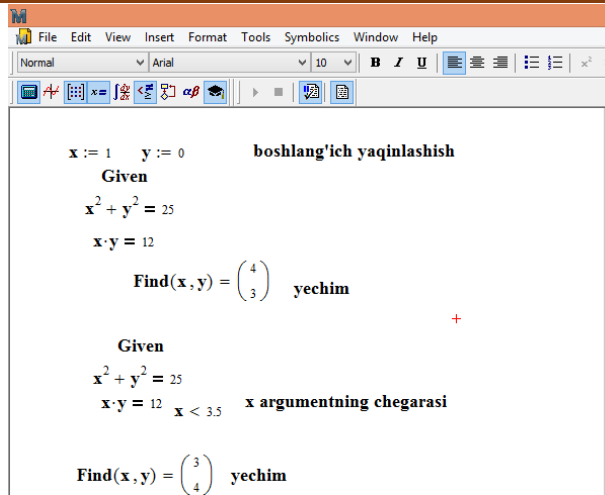 File Edit View Insert Format Tools Symbolics Window Help
Normal Arial 10 B I U x²
x := 1 y := 0 boshlang'ich yaqinlashish
Given
x² + y² = 25
x·y = 12
Find(x,y) = (4
3) yechim
Given
x² + y² = 25
x·y = 12 x < 3.5 x argumentning chegarasi
Find(x,y) = (3
4) yechim